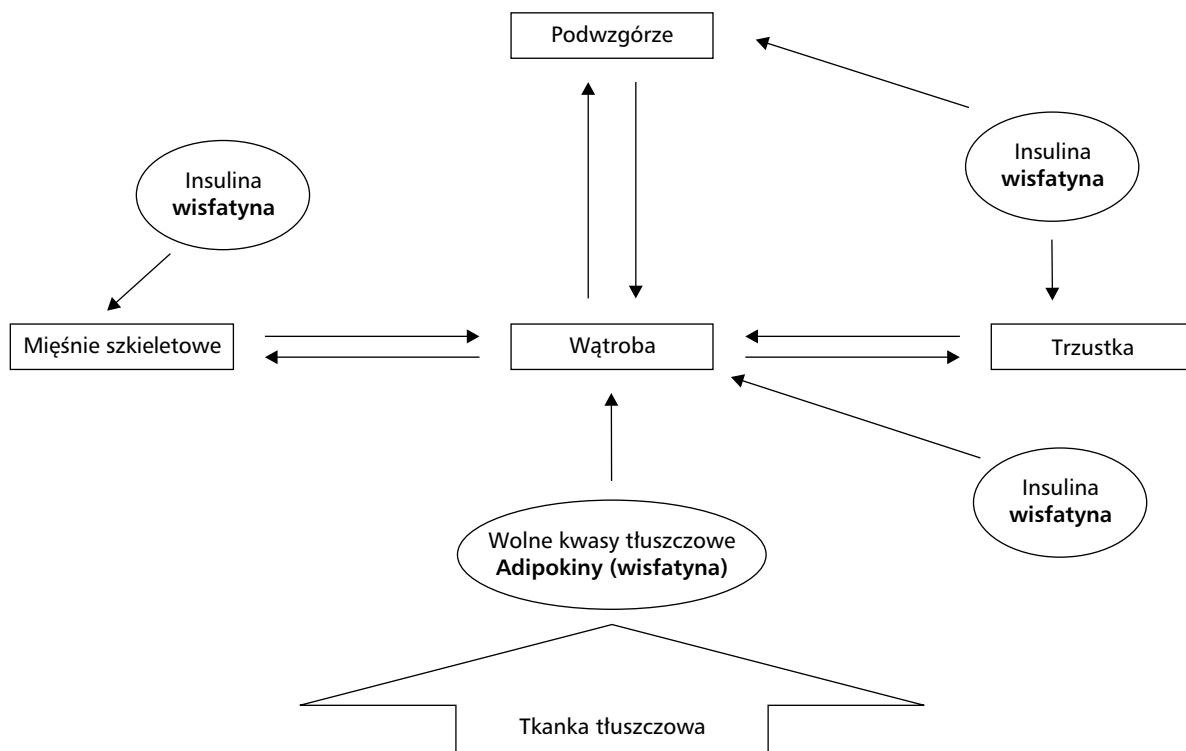 Podwzgórze
Insulina
wisfatyna
Insulina
wisfatyna
Mięśnie szkieletowe
Wątroba
Trzustka
Insulina
wisfatyna
Wolne kwasy tłuszczowe
Adipokiny (wisfatyna)
Tkanka tłuszczowa